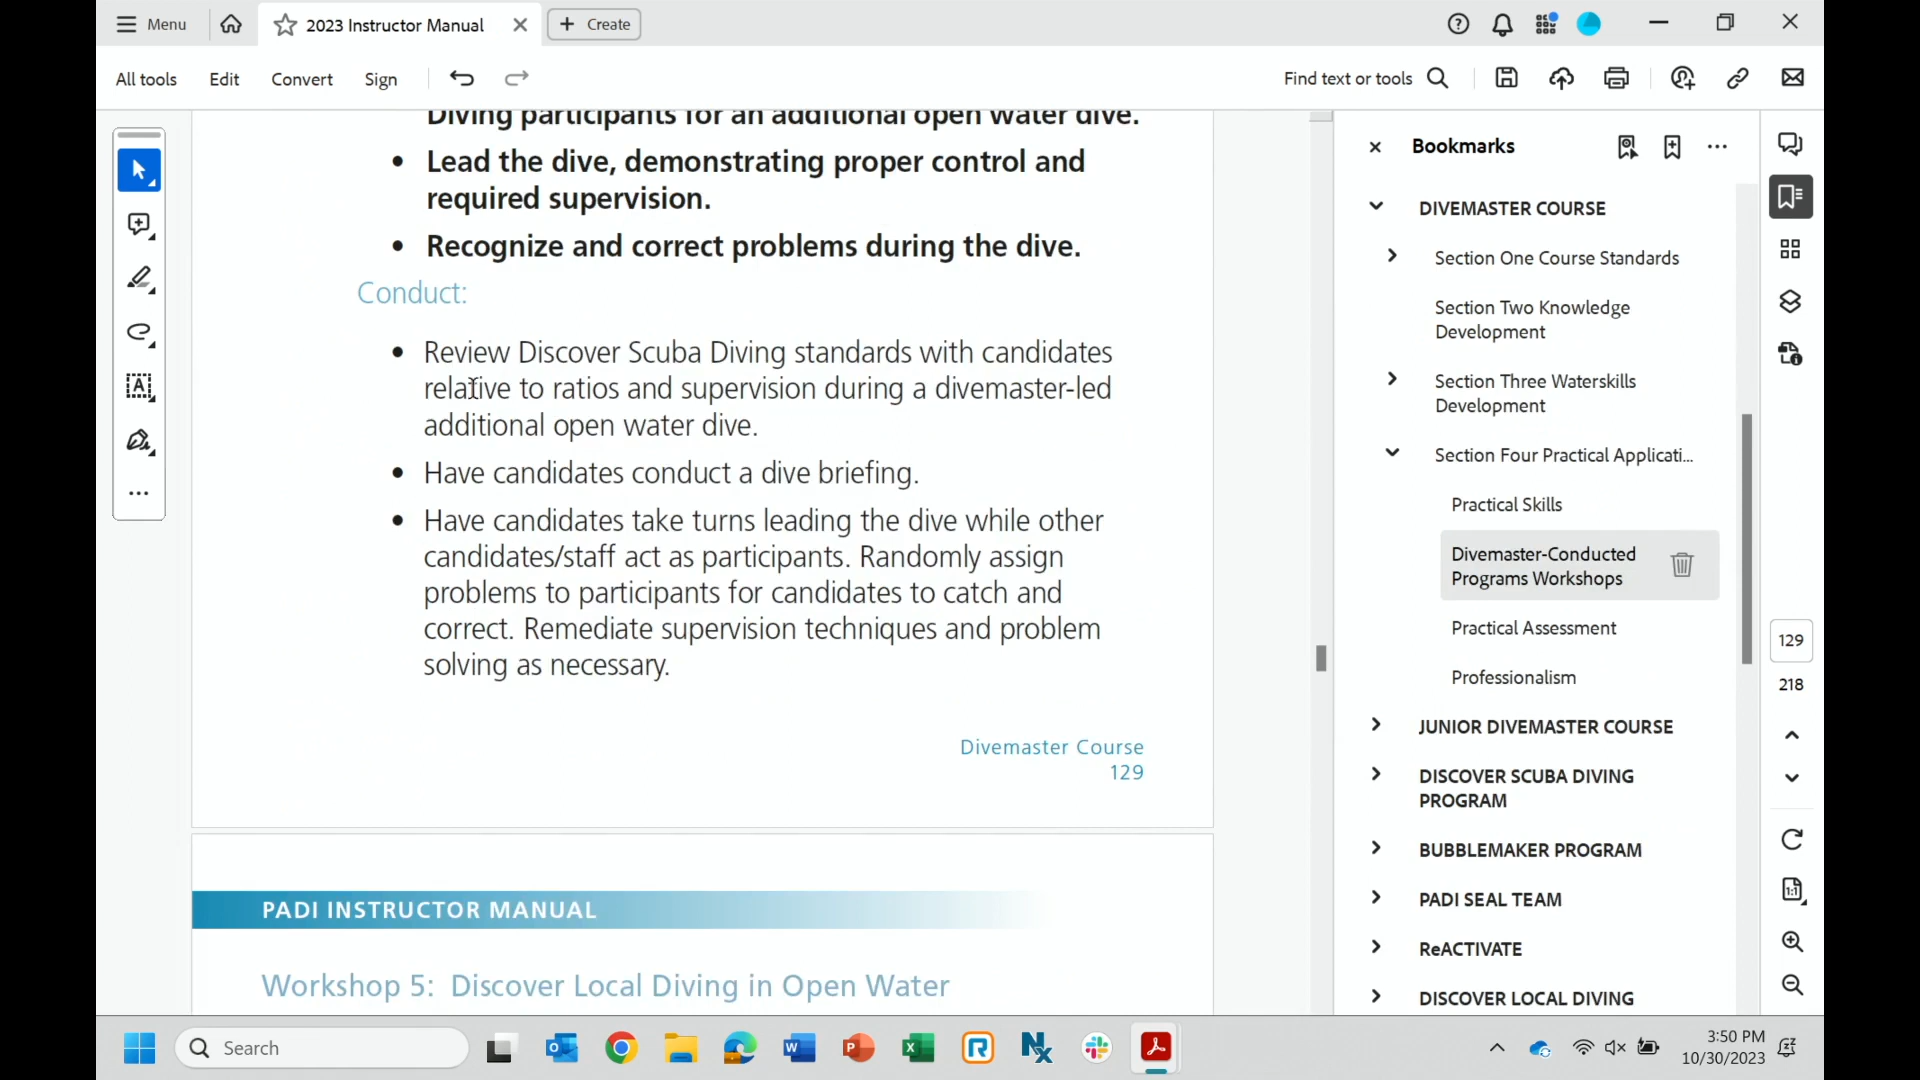 Menu
2023 Instructor Manual
Create
All tools
Edit
Convert
Sign
Find text or tools
Diving participants for an additional open water dive.
• Lead the dive, demonstrating proper control and
required supervision.
• Recognize and correct problems during the dive.
Conduct:
• Review Discover Scuba Diving standards with candidates
relative to ratios and supervision during a divemaster-led
additional open water dive.
• Have candidates conduct a dive briefing.
• Have candidates take turns leading the dive while other
candidates/staff act as participants. Randomly assign
problems to participants for candidates to catch and
correct. Remediate supervision techniques and problem
solving as necessary.
Divemaster Course
129
PADI INSTRUCTOR MANUAL
Workshop 5: Discover Local Diving in Open Water
Bookmarks
DIVEMASTER COURSE
Section One Course Standards
Section Two Knowledge
Development
Section Three Waterskills
Development
Section Four Practical Applicati...
Practical Skills
Divemaster-Conducted
Programs Workshops
Practical Assessment
Professionalism
JUNIOR DIVEMASTER COURSE
DISCOVER SCUBA DIVING
PROGRAM
BUBBLEMAKER PROGRAM
PADI SEAL TEAM
ReACTIVATE
DISCOVER LOCAL DIVING
129
218
Search
3:50 PM
10/30/2023